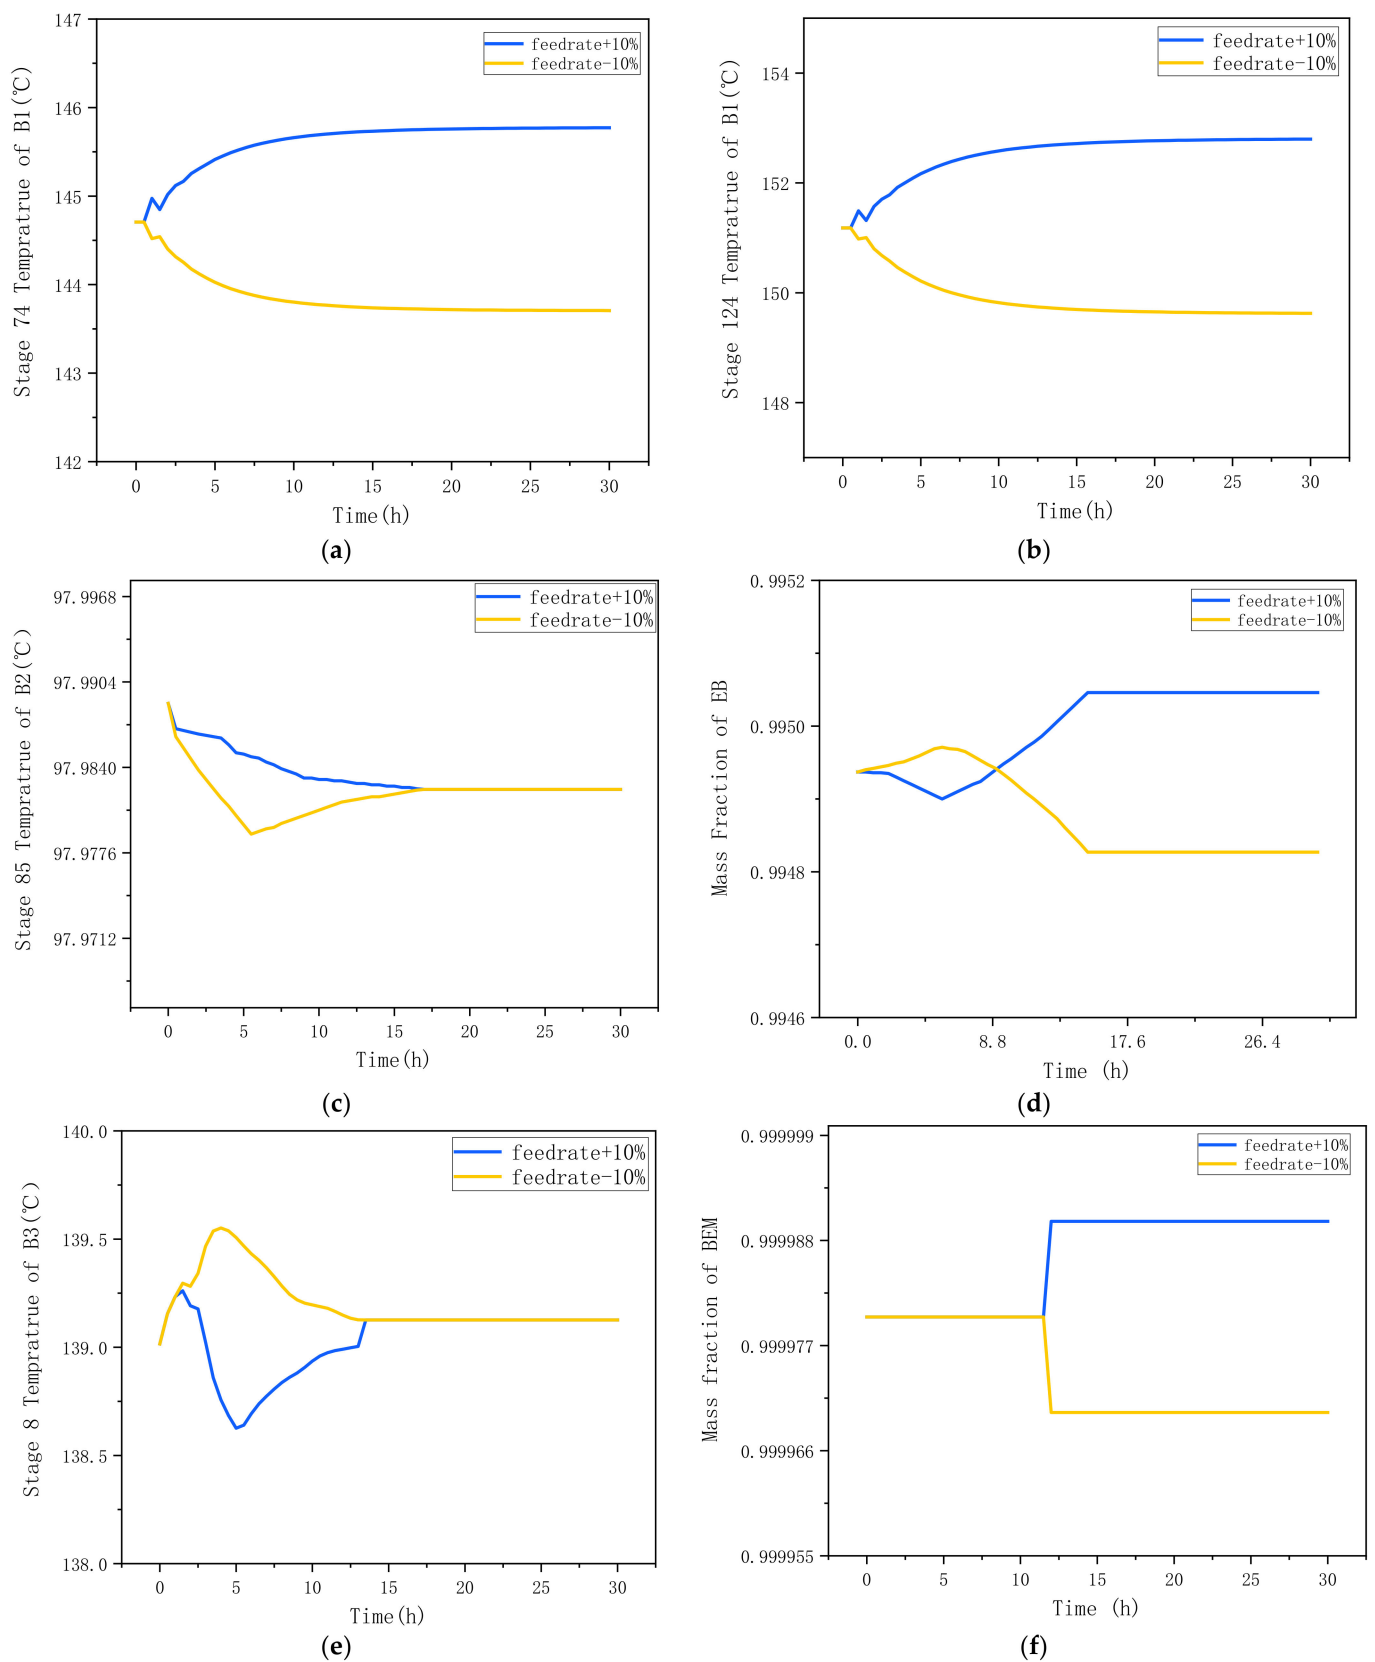 147
146
145
144
143
142
Stage 74 Tempratrue of B1(℃)
feedrate+10%
feedrate-10%
0 5 10 15 20 25 30
Time(h)
(a)
154
152
150
148
Stage 124 Tempratrue of B1(℃)
feedrate+10%
feedrate-10%
0 5 10 15 20 25 30
Time(h)
(b)
97.9968
97.9904
97.9840
97.9776
97.9712
Stage 85 Tempratrue of B2(℃)
feedrate+10%
feedrate-10%
0 5 10 15 20 25 30
Time(h)
(c)
0.9952
0.9950
0.9948
0.9946
Mass Fraction of EB
feedrate+10%
feedrate-10%
0.0 8.8 17.6 26.4
Time (h)
(d)
140.0
139.5
139.0
138.5
138.0
Stage 8 Tempratrue of B3(℃)
feedrate+10%
feedrate-10%
0 5 10 15 20 25 30
Time(h)
(e)
0.999999
0.999988
0.999977
0.999966
0.999955
Mass fraction of BEM
feedrate+10%
feedrate-10%
0 5 10 15 20 25 30
Time (h)
(f)